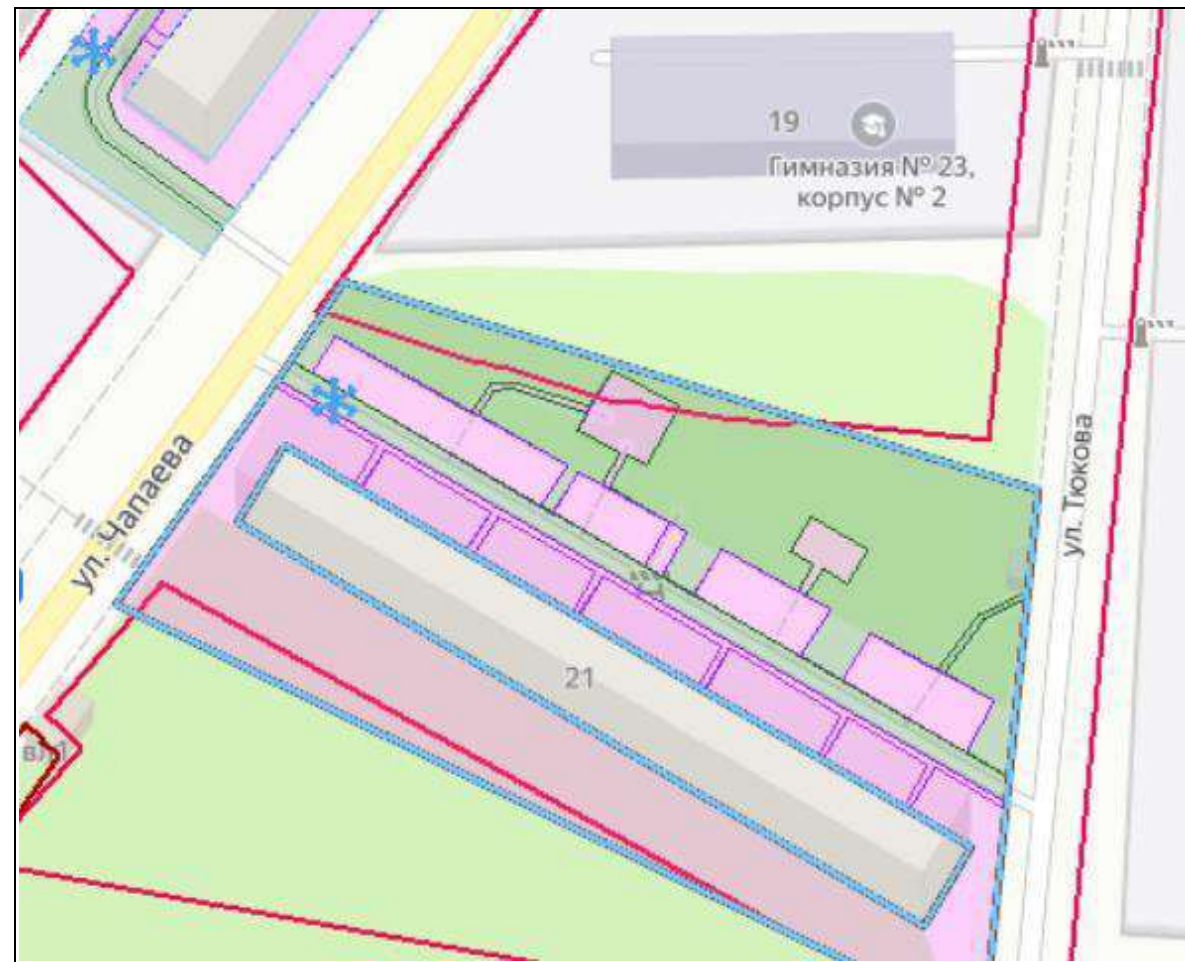 19
Гимназия № 23,
корпус № 2
ул. Чапаева
ул. Тюкова
21